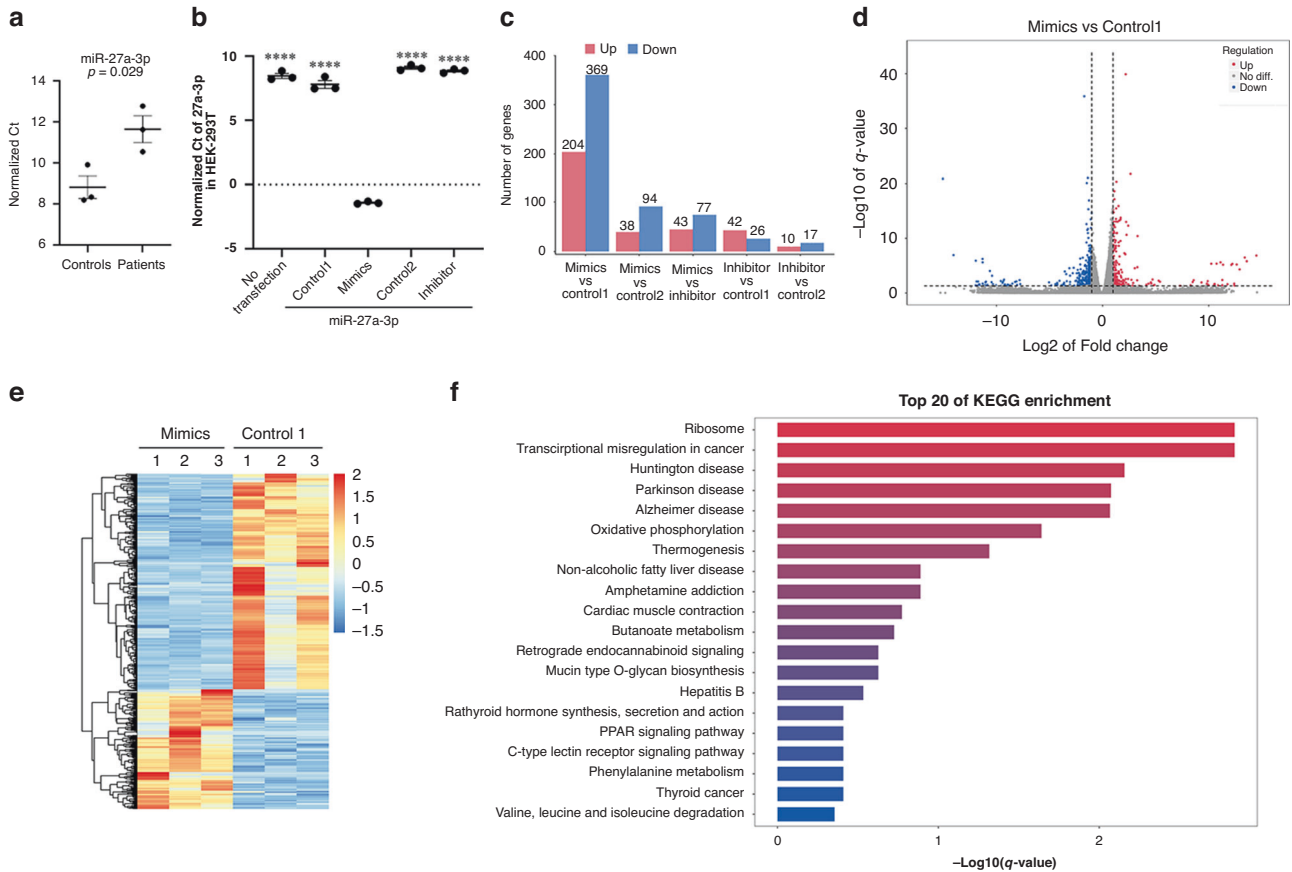 a
miR-27a-3p
p = 0.029
Normalized Ct
14
12
10
8
6
Controls
Patients
b
Normalized Ct of 27a-3p
in HEK-293T
10
5
0
-5
****
****
****
****
No
transfection
Control1
Mimics
Control2
Inhibitor
miR-27a-3p
c
Up
Down
Number of genes
400
300
200
100
0
204
369
38
94
43
77
42
26
10
17
Mimics
vs
control1
Mimics
vs
control2
Mimics
vs
inhibitor
Inhibitor
vs
control1
Inhibitor
vs
control2
d
Mimics vs Control1
Regulation
Up
No diff.
Down
−Log10 of q-value
40
30
20
10
0
−10
0
10
Log2 of Fold change
e
Mimics
Control 1
1
2
3
1
2
3
2
1.5
1
0.5
0
−0.5
−1
−1.5
f
Top 20 of KEGG enrichment
Ribosome
Transcirptional misregulation in cancer
Huntington disease
Parkinson disease
Alzheimer disease
Oxidative phosphorylation
Thermogenesis
Non-alcoholic fatty liver disease
Amphetamine addiction
Cardiac muscle contraction
Butanoate metabolism
Retrograde endocannabinoid signaling
Mucin type O-glycan biosynthesis
Hepatitis B
Rathyroid hormone synthesis, secretion and action
PPAR signaling pathway
C-type lectin receptor signaling pathway
Phenylalanine metabolism
Thyroid cancer
Valine, leucine and isoleucine degradation
0
1
2
−Log10(q-value)